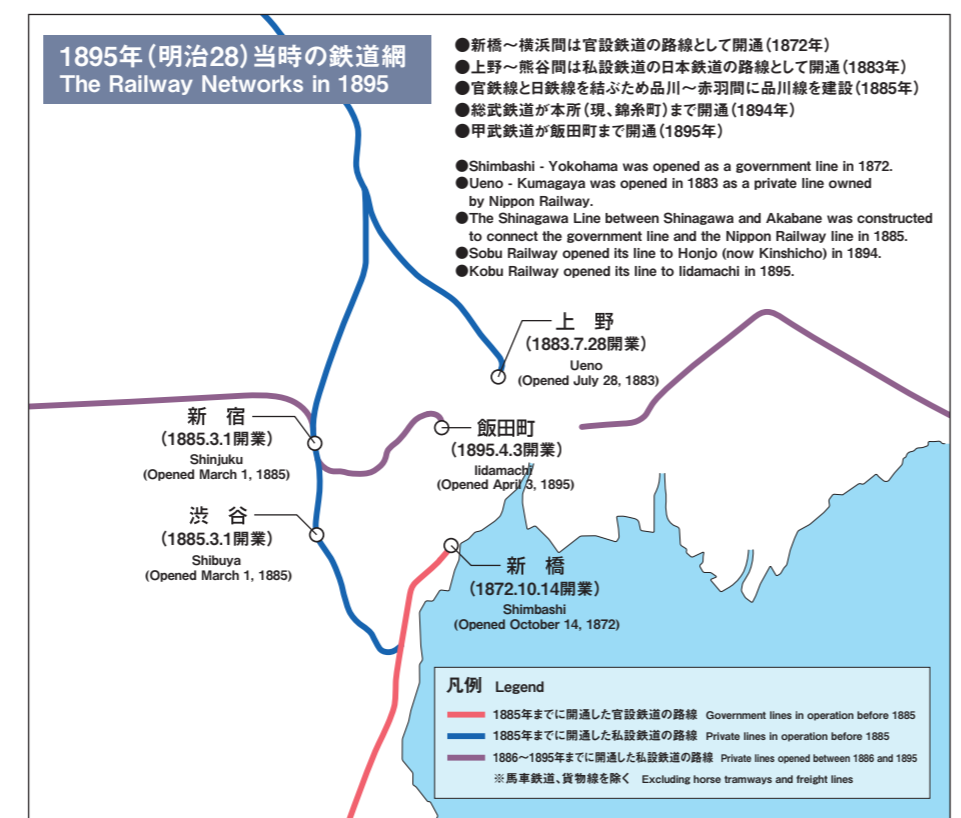 1895年(明治28)当時の鉄道網
The Railway Networks in 1895
●新橋～横浜間は官設鉄道の路線として開通(1872年)
●上野～熊谷間は私設鉄道の日本鉄道の路線として開通(1883年)
●官鉄線と日鉄線を結ぶため品川～赤羽間に品川線を建設(1885年)
●総武鉄道が本所(現、錦糸町)まで開通(1894年)
●甲武鉄道が飯田町まで開通(1895年)
●Shimbashi - Yokohama was opened as a government line in 1872.
●Ueno - Kumagaya was opened in 1883 as a private line owned
by Nippon Railway.
●The Shinagawa Line between Shinagawa and Akabane was constructed
to connect the government line and the Nippon Railway line in 1885.
●Sobu Railway opened its line to Honjo (now Kinshicho) in 1894.
●Kobu Railway opened its line to Iidamachi in 1895.
上 野
(1883.7.28開業)
Ueno
(Opened July 28, 1883)
新 宿
(1885.3.1開業)
Shinjuku
(Opened March 1, 1885)
飯田町
(1895.4.3開業)
Iidamachi
(Opened April 3, 1895)
渋 谷
(1885.3.1開業)
Shibuya
(Opened March 1, 1885)
新 橋
(1872.10.14開業)
Shimbashi
(Opened October 14, 1872)
凡例 Legend
1885年までに開通した官設鉄道の路線 Government lines in operation before 1885
1885年までに開通した私設鉄道の路線 Private lines in operation before 1885
1886～1895年までに開通した私設鉄道の路線 Private lines opened between 1886 and 1895
※馬車鉄道、貨物線を除く Excluding horse tramways and freight lines